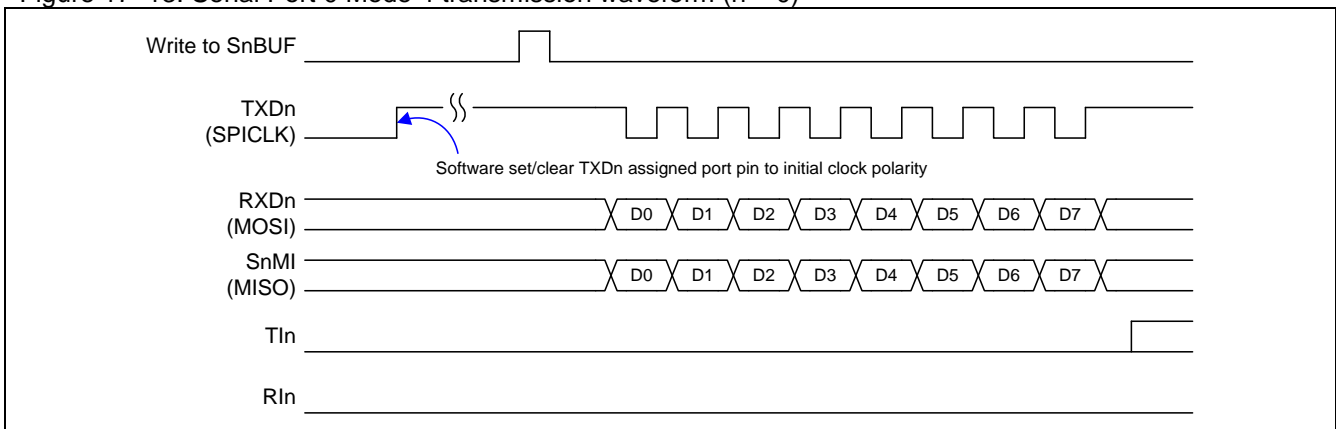 Figure Serial Port Mode 4 transmission waveform (n = 0)
Write to SnBUF
TXDn
(SPICLK)
Software set/clear TXDn assigned port pin to initial clock polarity
RXDn
(MOSI)
D0 D1 D2 D3 D4 D5 D6 D7
SnMI
(MISO)
D0 D1 D2 D3 D4 D5 D6 D7
TIn
RIn